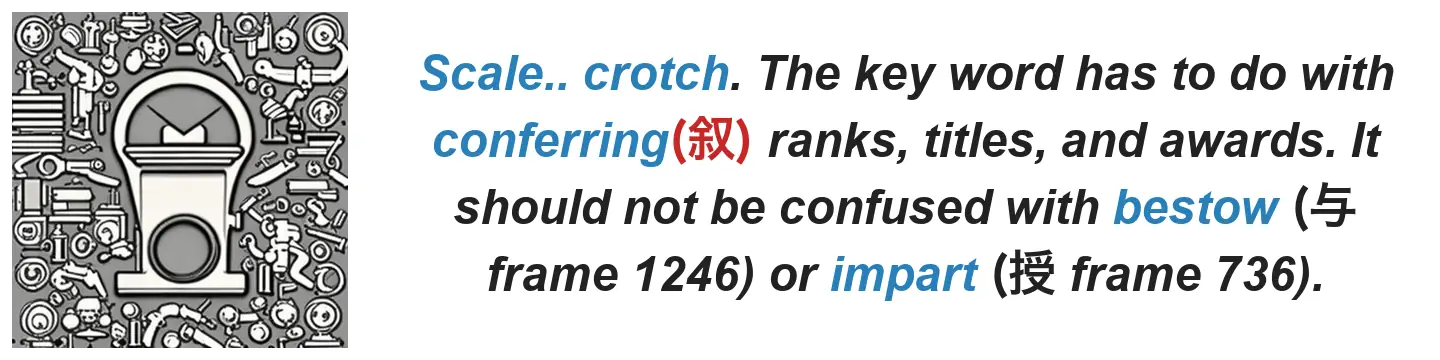 Scale.. crotch. The key word has to do with
conferring(叙) ranks, titles, and awards. It
should not be confused with bestow (与
frame 1246) or impart (授 frame 736).